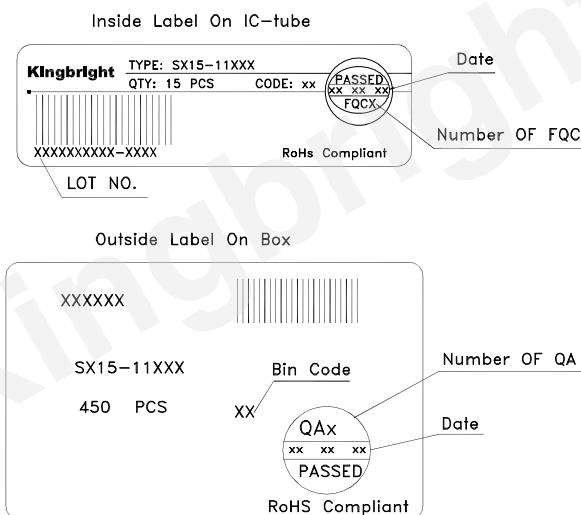 Inside Label On IC-tube
Kingbright
TYPE: SX15-11XXX
QTY: 15 PCS CODE: xx
PASSED
xx xx xx
FQCX
Date
Number OF FQC
XXXXXXXXXX-XXXX
RoHs Compliant
LOT NO.
Outside Label On Box
XXXXXX
SX15-11XXX
Bin Code
Number OF QA
450 PCS
XX
QAx
Date
xx xx xx
PASSED
RoHS Compliant
Kingbright